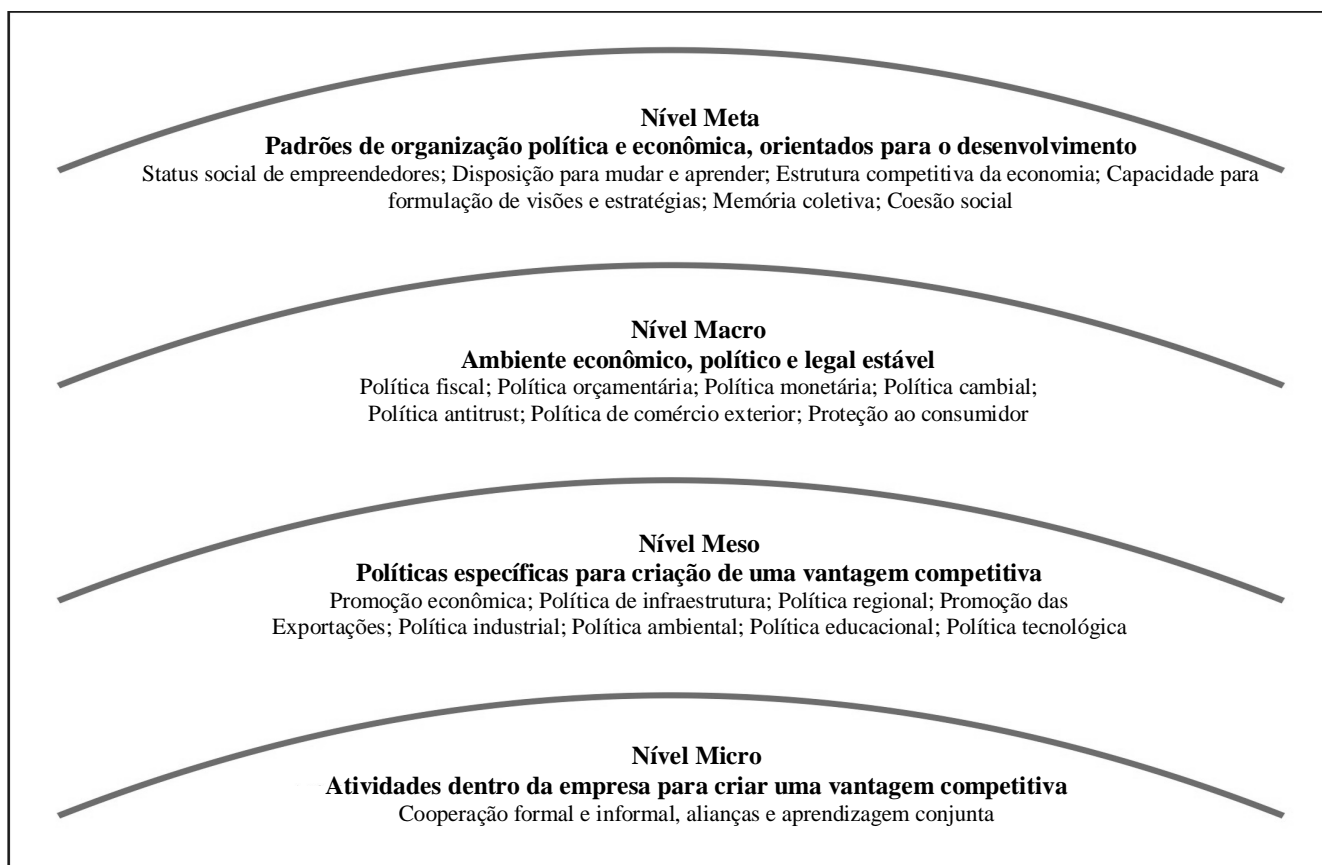 Nível Meta
Padrões de organização política e econômica, orientados para o desenvolvimento
Status social de empreendedores; Disposição para mudar e aprender; Estrutura competitiva da economia; Capacidade para
formulação de visões e estratégias; Memória coletiva; Coesão social
Nível Macro
Ambiente econômico, político e legal estável
Política fiscal; Política orçamentária; Política monetária; Política cambial;
Política antitrust; Política de comércio exterior; Proteção ao consumidor
Nível Meso
Políticas específicas para criação de uma vantagem competitiva
Promoção econômica; Política de infraestrutura; Política regional; Promoção das
Exportações; Política industrial; Política ambiental; Política educacional; Política tecnológica
Nível Micro
Atividades dentro da empresa para criar uma vantagem competitiva
Cooperação formal e informal, alianças e aprendizagem conjunta